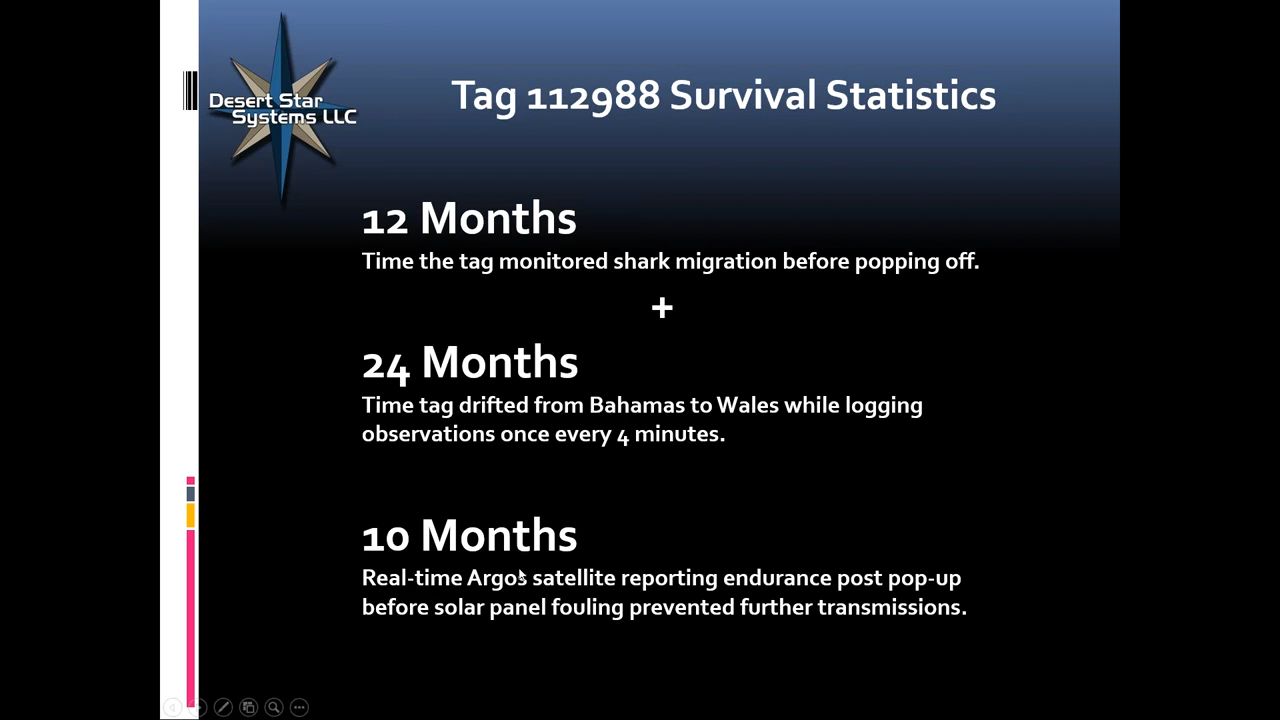 Desert Star
Systems LLC
Tag 112988 Survival Statistics
12 Months
Time the tag monitored shark migration before popping off.
+
24 Months
Time tag drifted from Bahamas to Wales while logging
observations once every 4 minutes.
10 Months
Real-time Argos satellite reporting endurance post pop-up
before solar panel fouling prevented further transmissions.